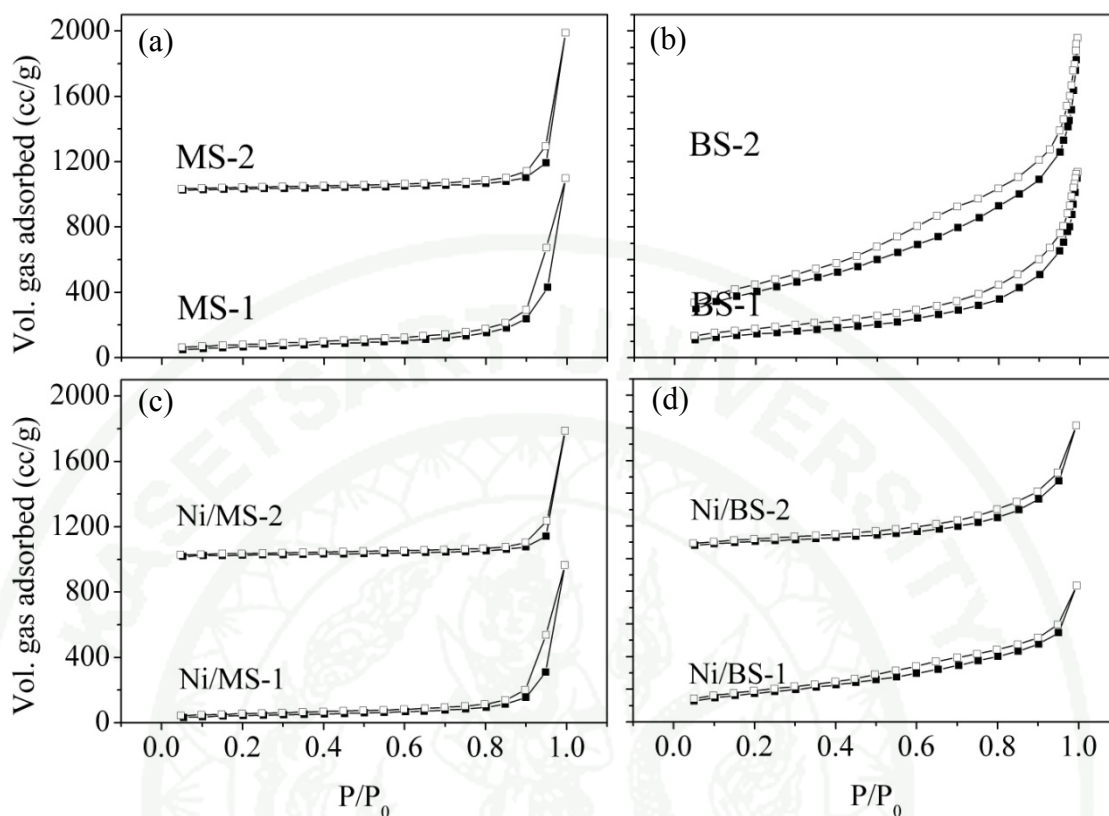 (a)
(b)
2000
1600
1200
800
400
0
Vol. gas adsorbed (cc/g)
MS-2
MS-1
BS-2
BS-1
(c)
(d)
2000
1600
1200
800
400
0
Vol. gas adsorbed (cc/g)
Ni/MS-2
Ni/MS-1
Ni/BS-2
Ni/BS-1
0.0 0.2 0.4 0.6 0.8 1.0
0.0 0.2 0.4 0.6 0.8 1.0
P/P0
P/P0
KASETSART UNIVERSITY